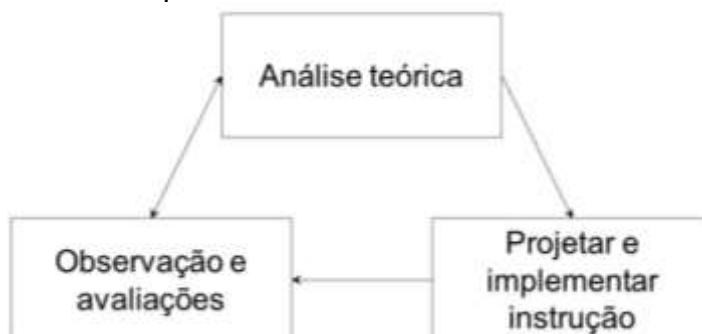 Análise teórica
Observação e
avaliações
Projetar e
implementar
instrução